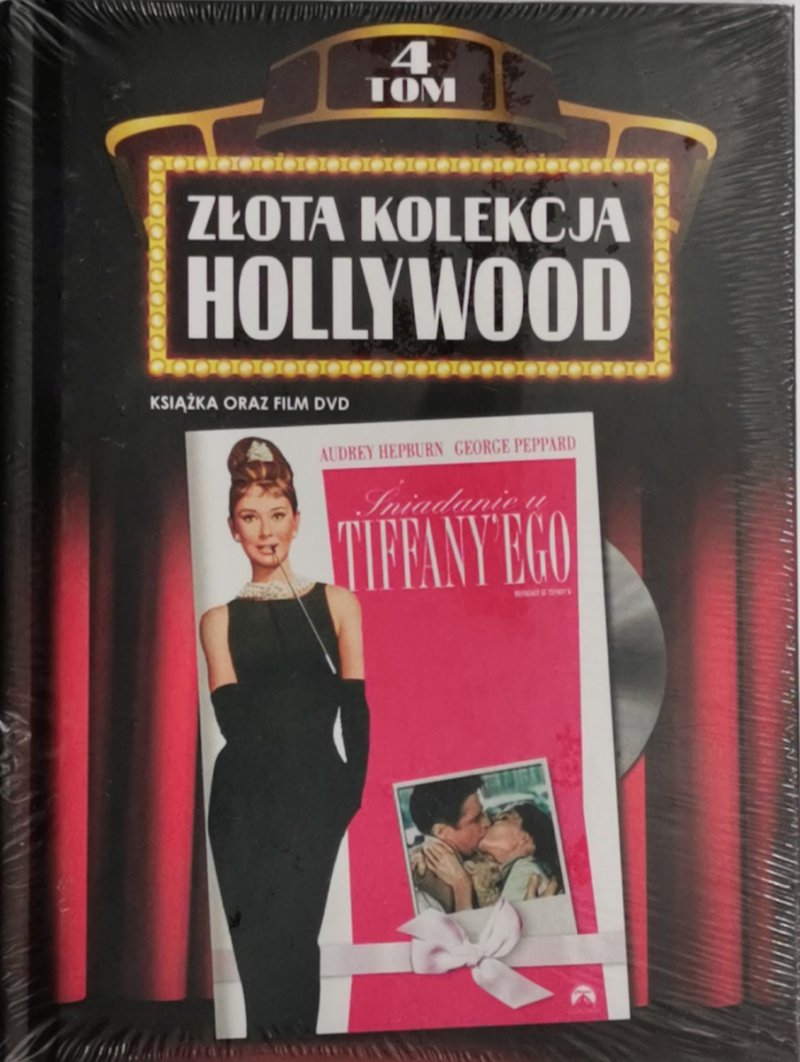 4
TOM
ZŁOTA KOLEKCJA
HOLLYWOOD
KSIĄŻKA ORAZ FILM DVD
AUDREY HEPBURN GEORGE PEPPARD
Śniadanie u
TIFFANY'EGO